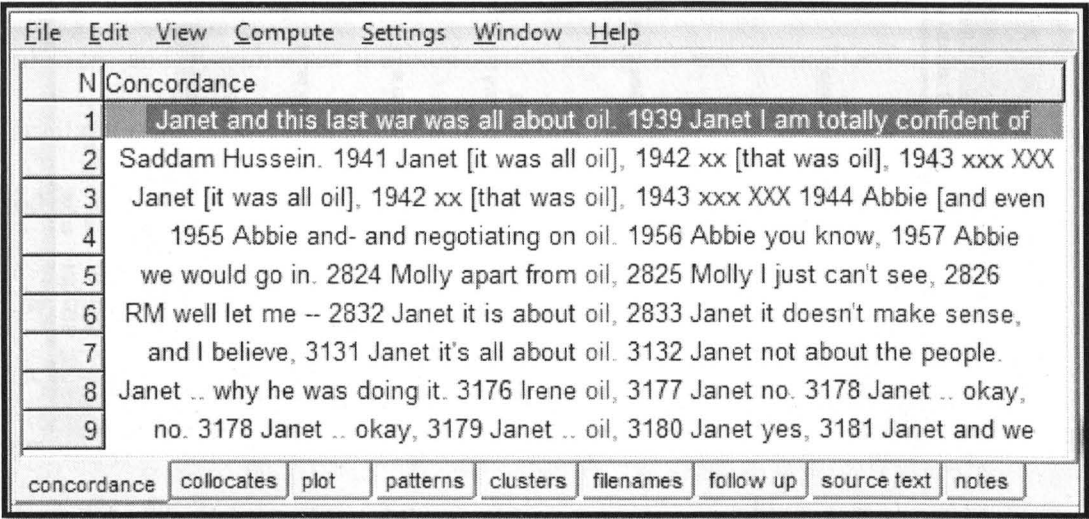 File Edit View Compute Settings Window Help
N Concordance
1 Janet and this last war was all about oil. 1939 Janet I am totally confident of
2 Saddam Hussein. 1941 Janet [it was all oil], 1942 xx [that was oil], 1943 xxx XXX
3 Janet [it was all oil], 1942 xx [that was oil], 1943 xxx XXX 1944 Abbie [and even
4 1955 Abbie and- and negotiating on oil. 1956 Abbie you know, 1957 Abbie
5 we would go in. 2824 Molly apart from oil, 2825 Molly I just can't see, 2826
6 RM well let me -- 2832 Janet it is about oil, 2833 Janet it doesn't make sense,
7 and I believe, 3131 Janet it's all about oil. 3132 Janet not about the people.
8 Janet .. why he was doing it. 3176 Irene oil, 3177 Janet no. 3178 Janet .. okay,
9 no. 3178 Janet .. okay, 3179 Janet .. oil, 3180 Janet yes, 3181 Janet and we
concordance collocates plot patterns clusters filenames follow up source text notes